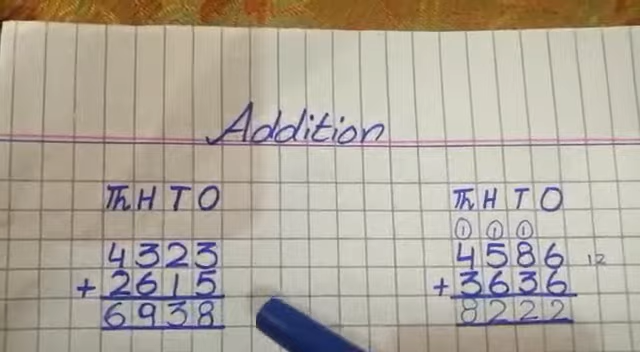 Addition
Th H T O
4323
+ 2615
6938
Th H T O
1 1 1
4586 12
+ 3636
8222